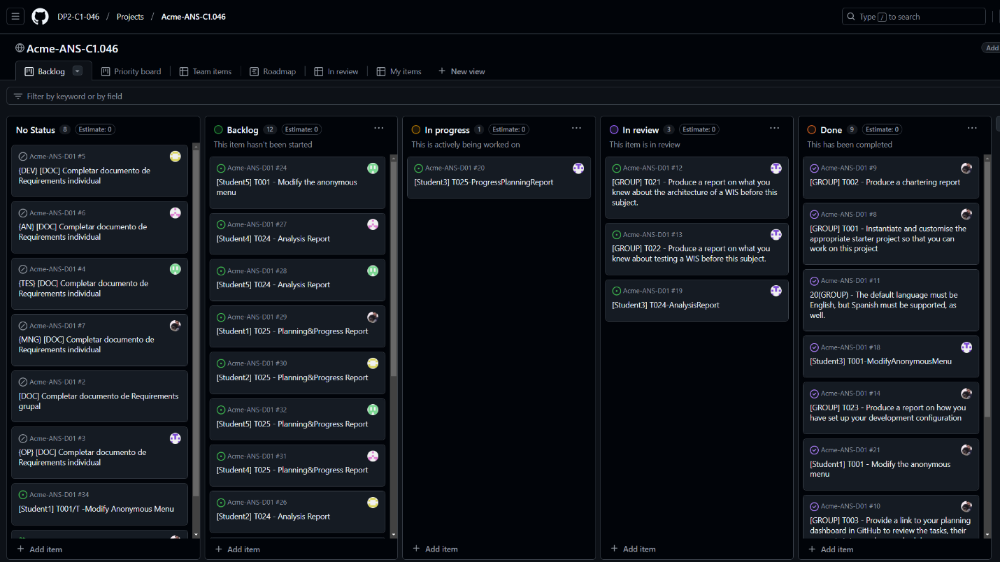 DP2-C1-046 / Projects / Acme-ANS-C1.046
Type / to search
Acme-ANS-C1.046
Add
Backlog
Priority board
Team items
Roadmap
In review
My items
New view
Filter by keyword or by field
No Status 8 Estimate: 0
Acme-ANS-D01 #5
{DEV} [DOC] Completar documento de
Requirements individual
Acme-ANS-D01 #6
{AN} [DOC] Completar documento de
Requirements individual
Acme-ANS-D01 #4
{TES} [DOC] Completar documento de
Requirements individual
Acme-ANS-D01 #7
{MNG} [DOC] Completar documento de
Requirements individual
Acme-ANS-D01 #2
[DOC] Completar documento de Requirements
grupal
Acme-ANS-D01 #3
{OP} [DOC] Completar documento de
Requirements individual
Acme-ANS-D01 #34
[Student1] T001/T -Modify Anonymous Menu
Add item
Backlog 12 Estimate: 0
This item hasn't been started
Acme-ANS-D01 #24
[Student5] T001 - Modify the anonymous
menu
Acme-ANS-D01 #27
[Student4] T024 - Analysis Report
Acme-ANS-D01 #28
[Student5] T024 - Analysis Report
Acme-ANS-D01 #29
[Student1] T025 - Planning&Progress Report
Acme-ANS-D01 #30
[Student2] T025 - Planning&Progress Report
Acme-ANS-D01 #32
[Student5] T025 - Planning&Progress Report
Acme-ANS-D01 #31
[Student4] T025 - Planning&Progress Report
Acme-ANS-D01 #26
[Student2] T024 - Analysis Report
Add item
In progress 1 Estimate: 0
This is actively being worked on
Acme-ANS-D01 #20
[Student3] T025-ProgressPlanningReport
Add item
In review 3 Estimate: 0
This item is in review
Acme-ANS-D01 #12
[GROUP] T021 - Produce a report on what you
knew about the architecture of a WIS before this
subject.
Acme-ANS-D01 #13
[GROUP] T022 - Produce a report on what you
knew about testing a WIS before this subject.
Acme-ANS-D01 #19
[Student3] T024-AnalysisReport
Add item
Done 9 Estimate: 0
This has been completed
Acme-ANS-D01 #9
[GROUP] T002 - Produce a chartering report
Acme-ANS-D01 #8
[GROUP] T001 - Instantiate and customise the
appropriate starter project so that you can
work on this project
Acme-ANS-D01 #11
20(GROUP) - The default language must be
English, but Spanish must be supported, as
well.
Acme-ANS-D01 #18
[Student3] T001-ModifyAnonymousMenu
Acme-ANS-D01 #14
[GROUP] T023 - Produce a report on how you
have set up your development configuration
Acme-ANS-D01 #21
[Student1] T001 - Modify the anonymous
menu
Acme-ANS-D01 #10
[GROUP] T003 - Provide a link to your planning
dashboard in GitHub to review the tasks, their
Add item